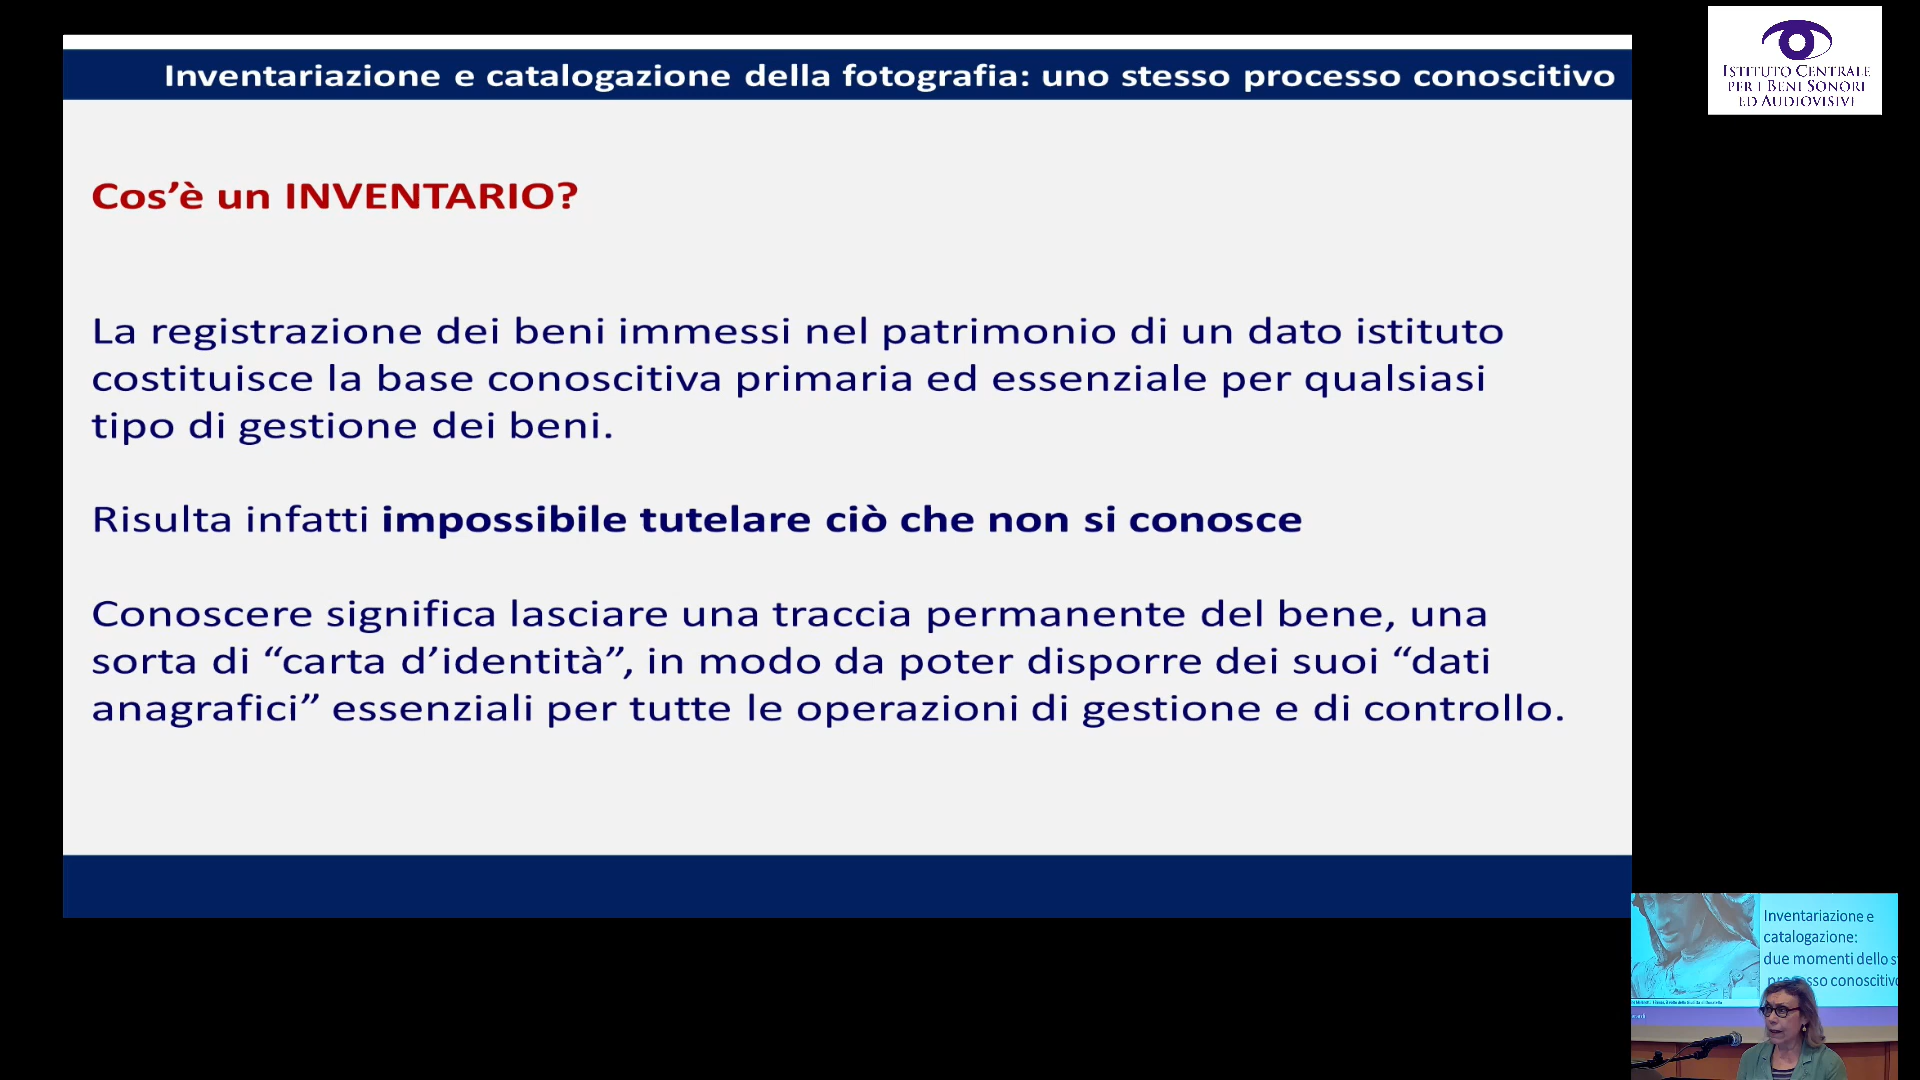 Inventariazione e catalogazione della fotografia: uno stesso processo conoscitivo
ISTITUTO CENTRALE
PER I BENI SONORI
ED AUDIOVISIVI
Cos’è un INVENTARIO?
La registrazione dei beni immessi nel patrimonio di un dato istituto
costituisce la base conoscitiva primaria ed essenziale per qualsiasi
tipo di gestione dei beni.
Risulta infatti impossibile tutelare ciò che non si conosce
Conoscere significa lasciare una traccia permanente del bene, una
sorta di “carta d’identità”, in modo da poter disporre dei suoi “dati
anagrafici” essenziali per tutte le operazioni di gestione e di controllo.
Inventariazione e
catalogazione:
due momenti dello
conoscitivo